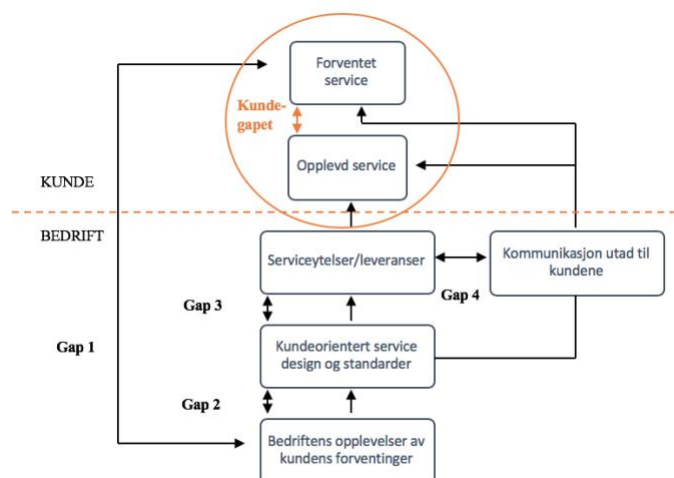 Forventet
service
Kunde-
gapet
Opplevd service
KUNDE
BEDRIFT
Serviceytelser/leveranser
Kommunikasjon utad til
kundene
Gap 4
Gap 3
Kundeorientert service
design og standarder
Gap 1
Gap 2
Bedriftens opplevelser av
kundens forventinger